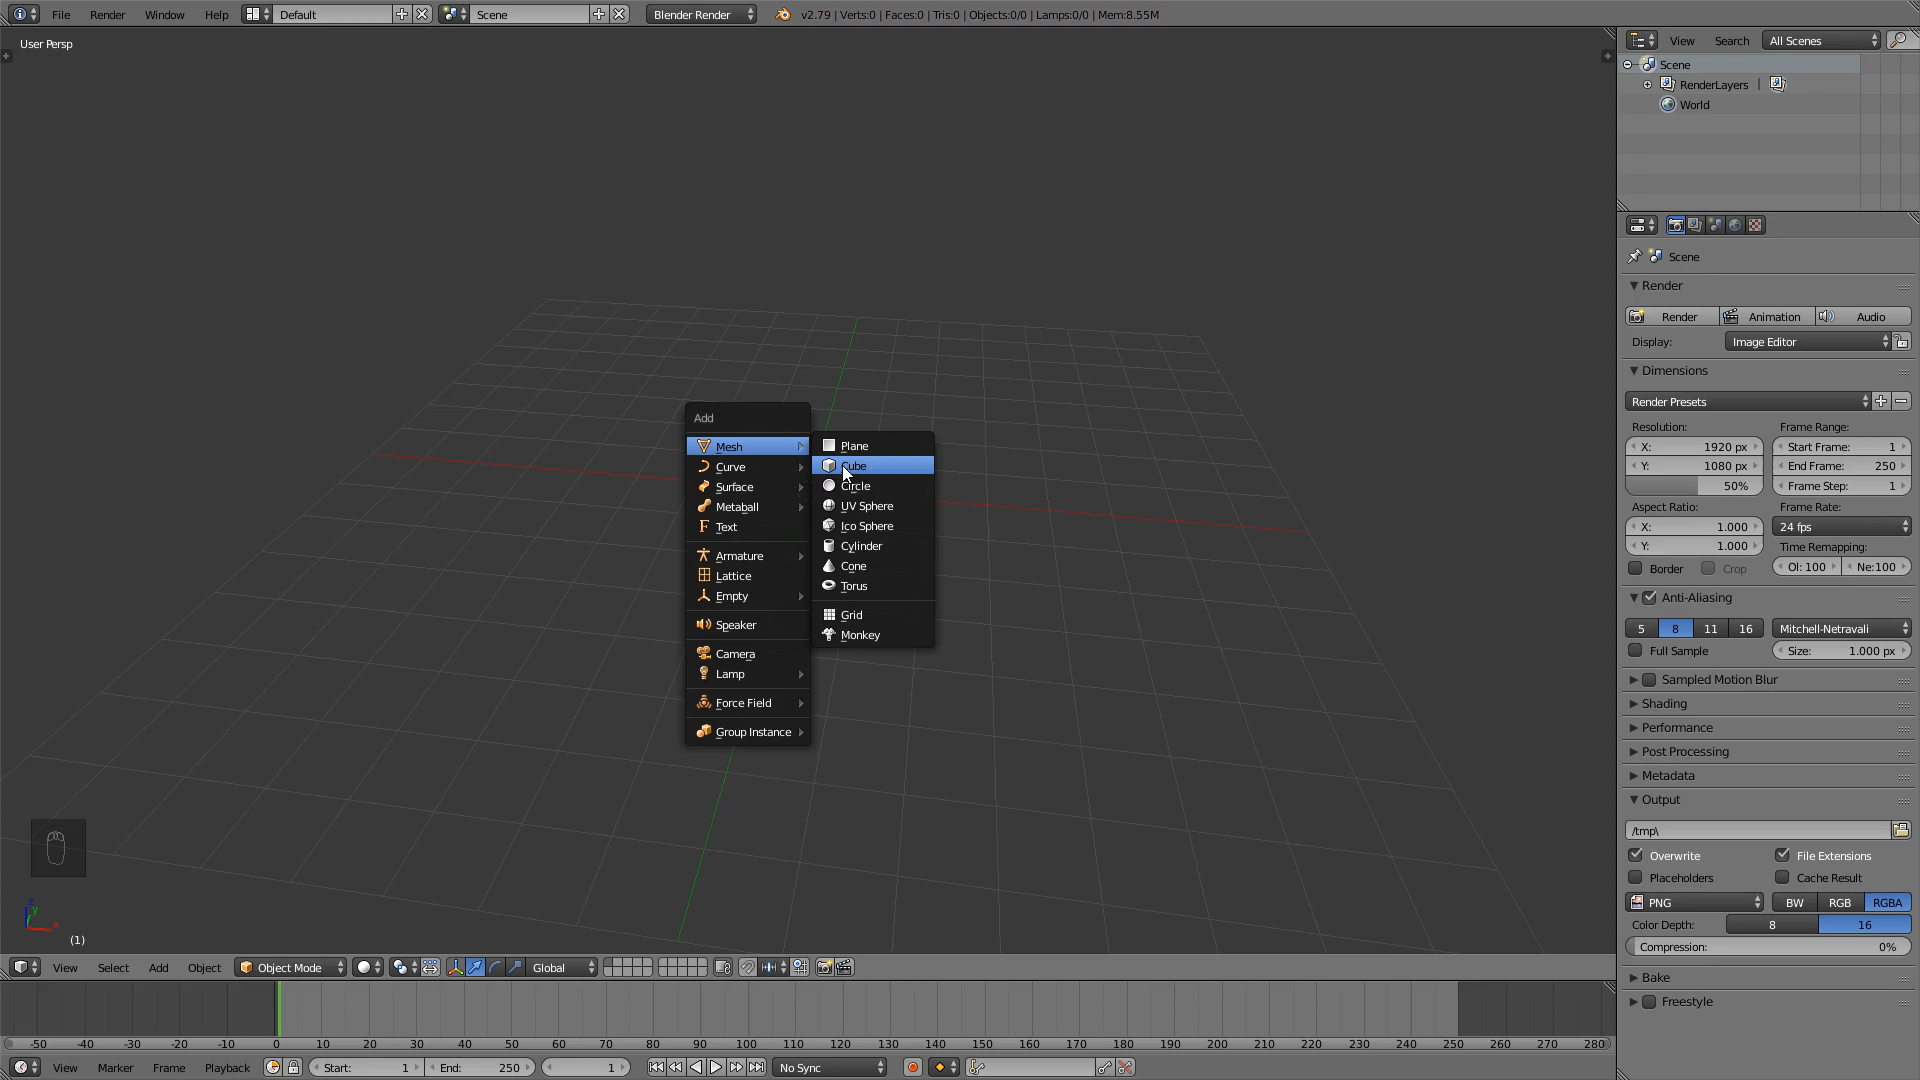 File Render Window Help Default Scene Blender Render v2.79 | Verts:0 | Faces:0 | Tris:0 | Objects:0/0 | Lamps:0/0 | Mem:8.55M
User Persp
Add
Mesh
Curve
Surface
Metaball
Text
Armature
Lattice
Empty
Speaker
Camera
Lamp
Force Field
Group Instance
Plane
Cube
Circle
UV Sphere
Ico Sphere
Cylinder
Cone
Torus
Grid
Monkey
z
y
x
(1)
View Select Add Object Object Mode Global
-50 -40 -30 -20 -10 0 10 20 30 40 50 60 70 80 90 100 110 120 130 140 150 160 170 180 190 200 210 220 230 240 250 260 270 280
View Marker Frame Playback Start: 1 End: 250 1 No Sync
View Search All Scenes
Scene
RenderLayers |
World
Scene
Render
Render Animation Audio
Display: Image Editor
Dimensions
Render Presets
Resolution: Frame Range:
X: 1920 px Start Frame: 1
Y: 1080 px End Frame: 250
50% Frame Step: 1
Aspect Ratio: Frame Rate:
X: 1.000 24 fps
Y: 1.000 Time Remapping:
Border Crop Ol: 100 Ne:100
Anti-Aliasing
5 8 11 16 Mitchell-Netravali
Full Sample Size: 1.000 px
Sampled Motion Blur
Shading
Performance
Post Processing
Metadata
Output
/tmp\
Overwrite File Extensions
Placeholders Cache Result
PNG BW RGB RGBA
Color Depth: 8 16
Compression: 0%
Bake
Freestyle